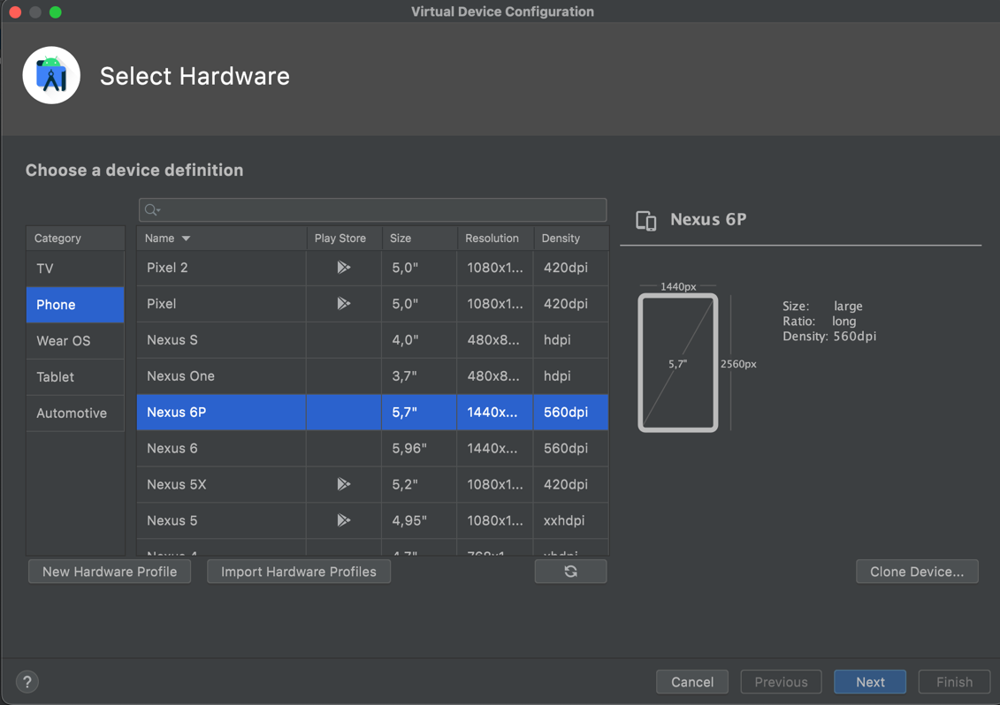 Virtual Device Configuration
Select Hardware
Choose a device definition
Category
TV
Phone
Wear OS
Tablet
Automotive
Name Play Store Size Resolution Density
Pixel 2 5,0" 1080x1... 420dpi
Pixel 5,0" 1080x1... 420dpi
Nexus S 4,0" 480x8... hdpi
Nexus One 3,7" 480x8... hdpi
Nexus 6P 5,7" 1440x... 560dpi
Nexus 6 5,96" 1440x... 560dpi
Nexus 5X 5,2" 1080x1... 420dpi
Nexus 5 4,95" 1080x1... xxhdpi
Nexus 6P
1440px
5,7"
2560px
Size: large
Ratio: long
Density: 560dpi
New Hardware Profile Import Hardware Profiles Clone Device...
? Cancel Previous Next Finish